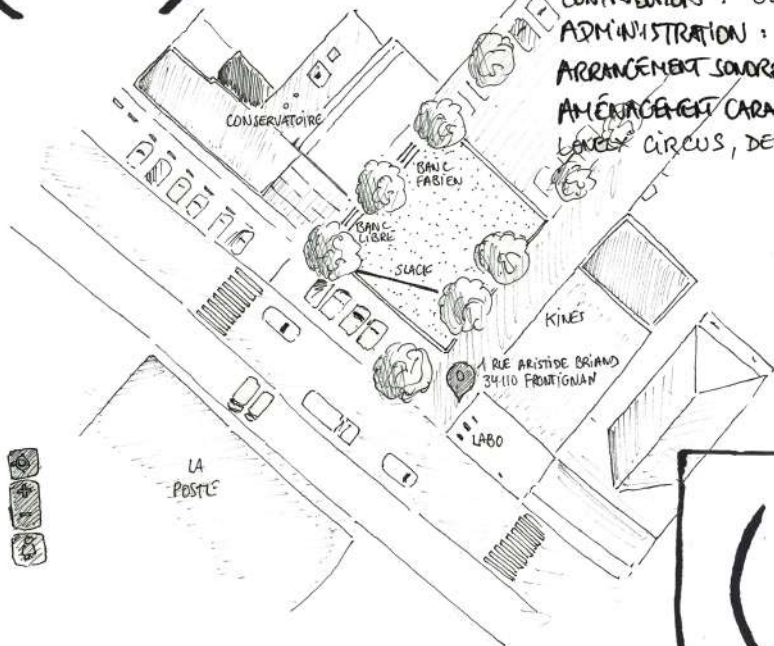 ADMINISTRATION :
ARRANGEMENT SONORE
AMÉNAGEMENT CARA
CIRCUS, DE
CONSERVATOIRE
BANC
FABIEN
BANC
LIBRE
SLACK
KINES
1 RUE ARISTIDE BRIAND
34110 FRONTIGNAN
LABO
LA
POSTE
+
-